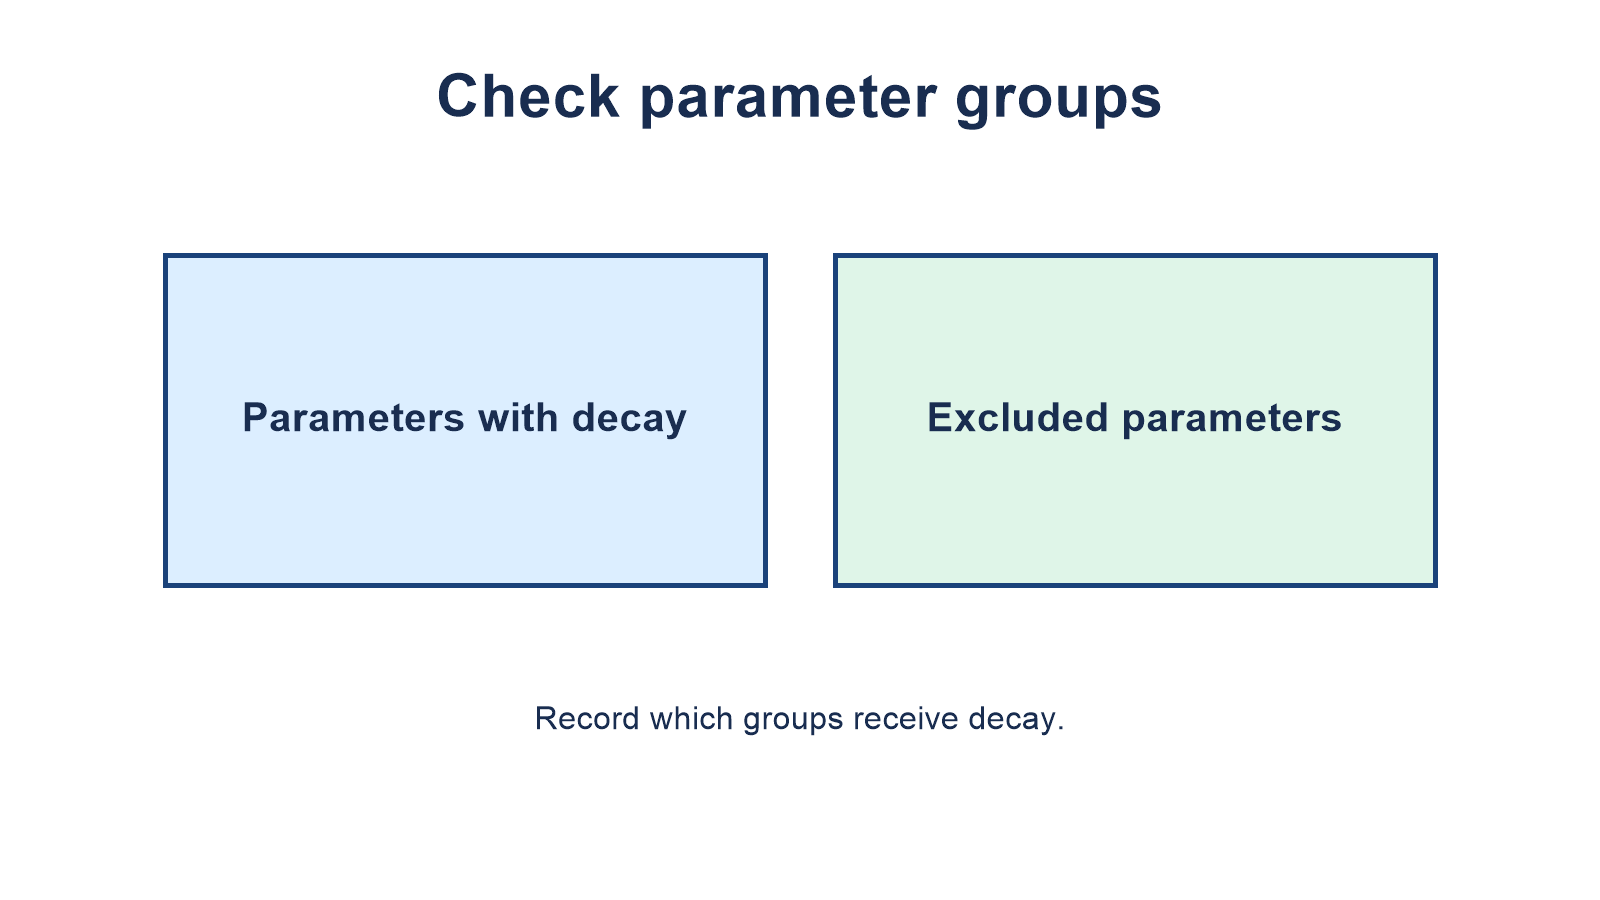 Check parameter groups
Parameters with decay
Excluded parameters
Record which groups receive decay.